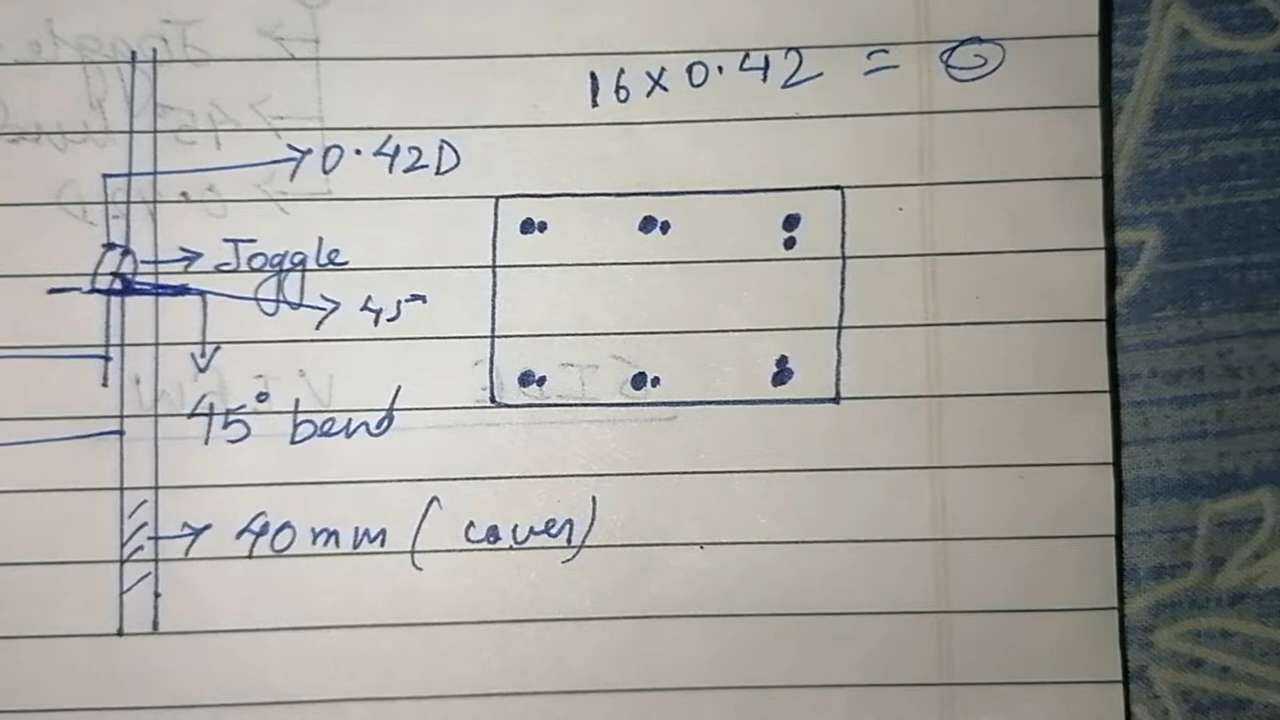 16×0.42 =
0.42D
Joggle
45°
45° bend
40mm (cover)